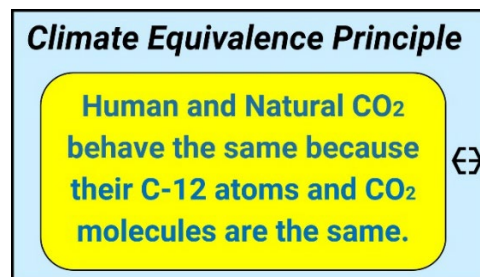 Climate Equivalence Principle
Human and Natural CO₂
behave the same because
their C-12 atoms and CO₂
molecules are the same.